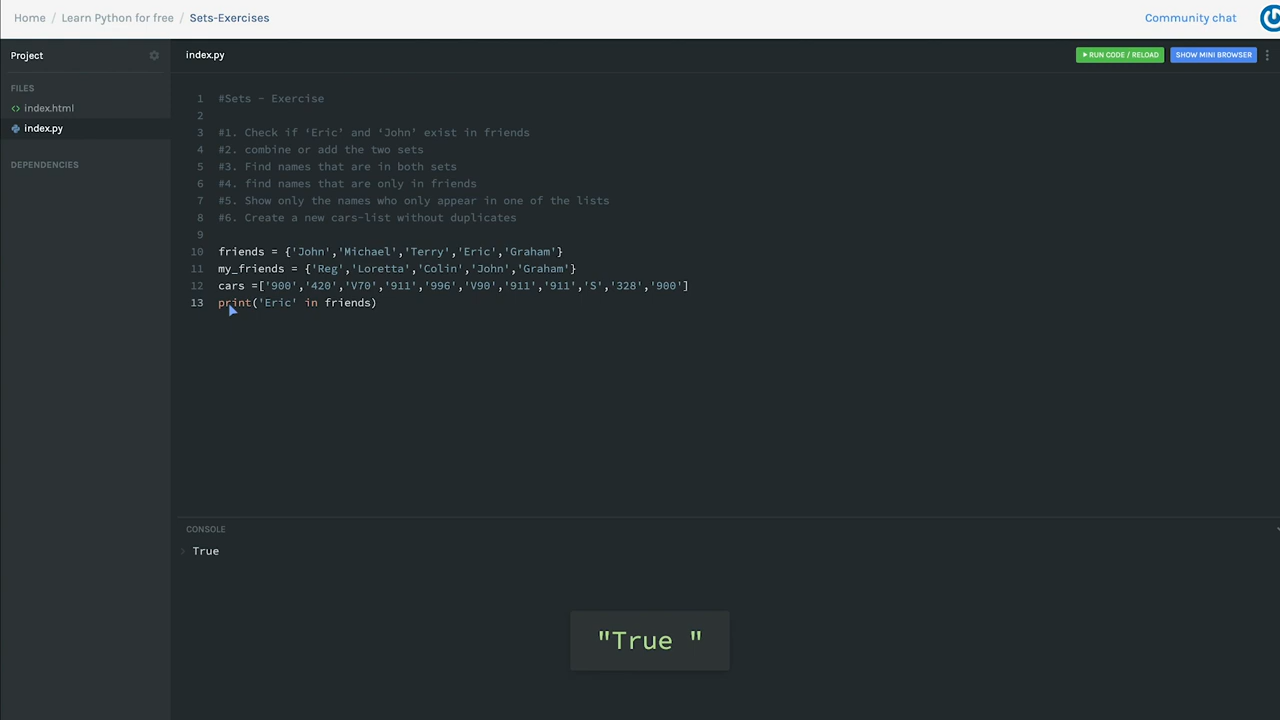 Home / Learn Python for free / Sets-Exercises
Community chat
Project
index.py
RUN CODE / RELOAD
SHOW MINI BROWSER
FILES
<> index.html
index.py
DEPENDENCIES
1 #Sets - Exercise
2
3 #1. Check if ‘Eric’ and ‘John’ exist in friends
4 #2. combine or add the two sets
5 #3. Find names that are in both sets
6 #4. find names that are only in friends
7 #5. Show only the names who only appear in one of the lists
8 #6. Create a new cars-list without duplicates
9
10 friends = {'John','Michael','Terry','Eric','Graham'}
11 my_friends = {'Reg','Loretta','Colin','John','Graham'}
12 cars =['900','420','V70','911','996','V90','911','911','S','328','900']
13 print('Eric' in friends)
CONSOLE
> True
"True "